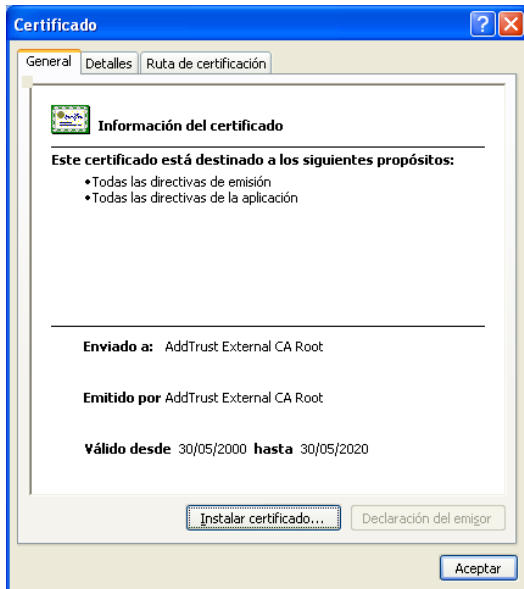 Certificado
General Detalles Ruta de certificación
Información del certificado
Este certificado está destinado a los siguientes propósitos:
•Todas las directivas de emisión
•Todas las directivas de la aplicación
Enviado a: AddTrust External CA Root
Emitido por AddTrust External CA Root
Válido desde 30/05/2000 hasta 30/05/2020
Instalar certificado... Declaración del emisor
Aceptar